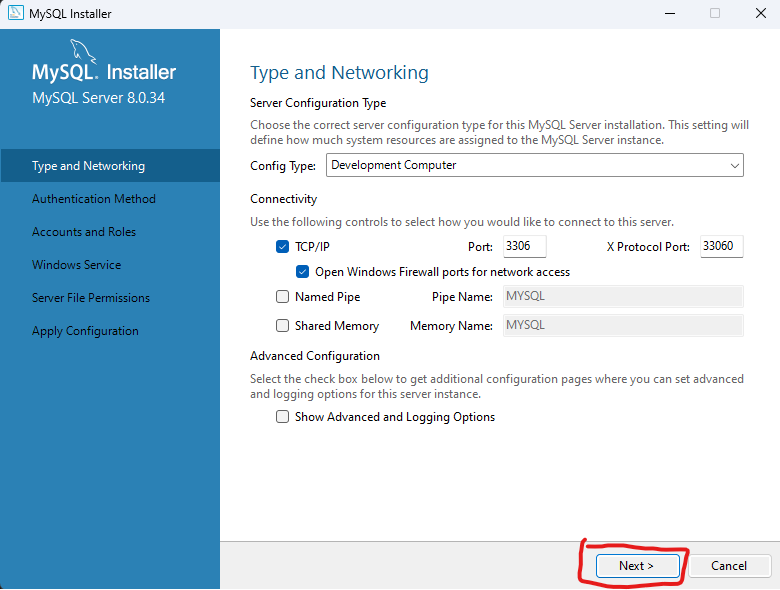 MySQL Installer
MySQL. Installer
MySQL Server 8.0.34
Type and Networking
Authentication Method
Accounts and Roles
Windows Service
Server File Permissions
Apply Configuration
Type and Networking
Server Configuration Type
Choose the correct server configuration type for this MySQL Server installation. This setting will
define how much system resources are assigned to the MySQL Server instance.
Config Type: Development Computer
Connectivity
Use the following controls to select how you would like to connect to this server.
TCP/IP Port: 3306 X Protocol Port: 33060
Open Windows Firewall ports for network access
Named Pipe Pipe Name: MYSQL
Shared Memory Memory Name: MYSQL
Advanced Configuration
Select the check box below to get additional configuration pages where you can set advanced
and logging options for this server instance.
Show Advanced and Logging Options
Next > Cancel